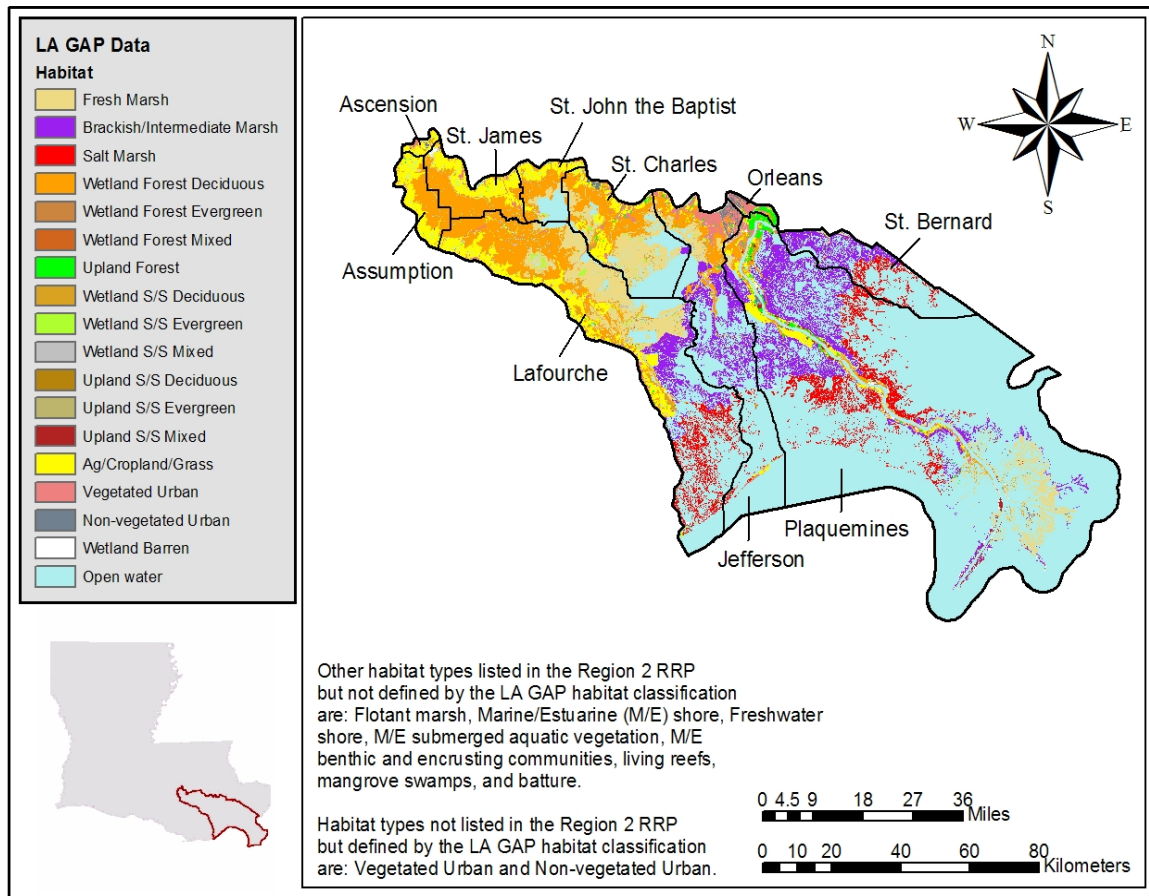 LA GAP Data
Habitat
Fresh Marsh
Brackish/Intermediate Marsh
Salt Marsh
Wetland Forest Deciduous
Wetland Forest Evergreen
Wetland Forest Mixed
Upland Forest
Wetland S/S Deciduous
Wetland S/S Evergreen
Wetland S/S Mixed
Upland S/S Deciduous
Upland S/S Evergreen
Upland S/S Mixed
Ag/Cropland/Grass
Vegetated Urban
Non-vegetated Urban
Wetland Barren
Open water
N
W
E
S
Ascension
St. John the Baptist
St. James
St. Charles
Orleans
St. Bernard
Assumption
Lafourche
Plaquemines
Jefferson
Other habitat types listed in the Region 2 RRP
but not defined by the LA GAP habitat classification
are: Flotant marsh, Marine/Estuarine (M/E) shore, Freshwater
shore, M/E submerged aquatic vegetation, M/E
benthic and encrusting communities, living reefs,
mangrove swamps, and batture.
Habitat types not listed in the Region 2 RRP
but defined by the LA GAP habitat classification
are: Vegetated Urban and Non-vegetated Urban.
0 4.5 9 18 27 36
Miles
0 10 20 40 60 80
Kilometers